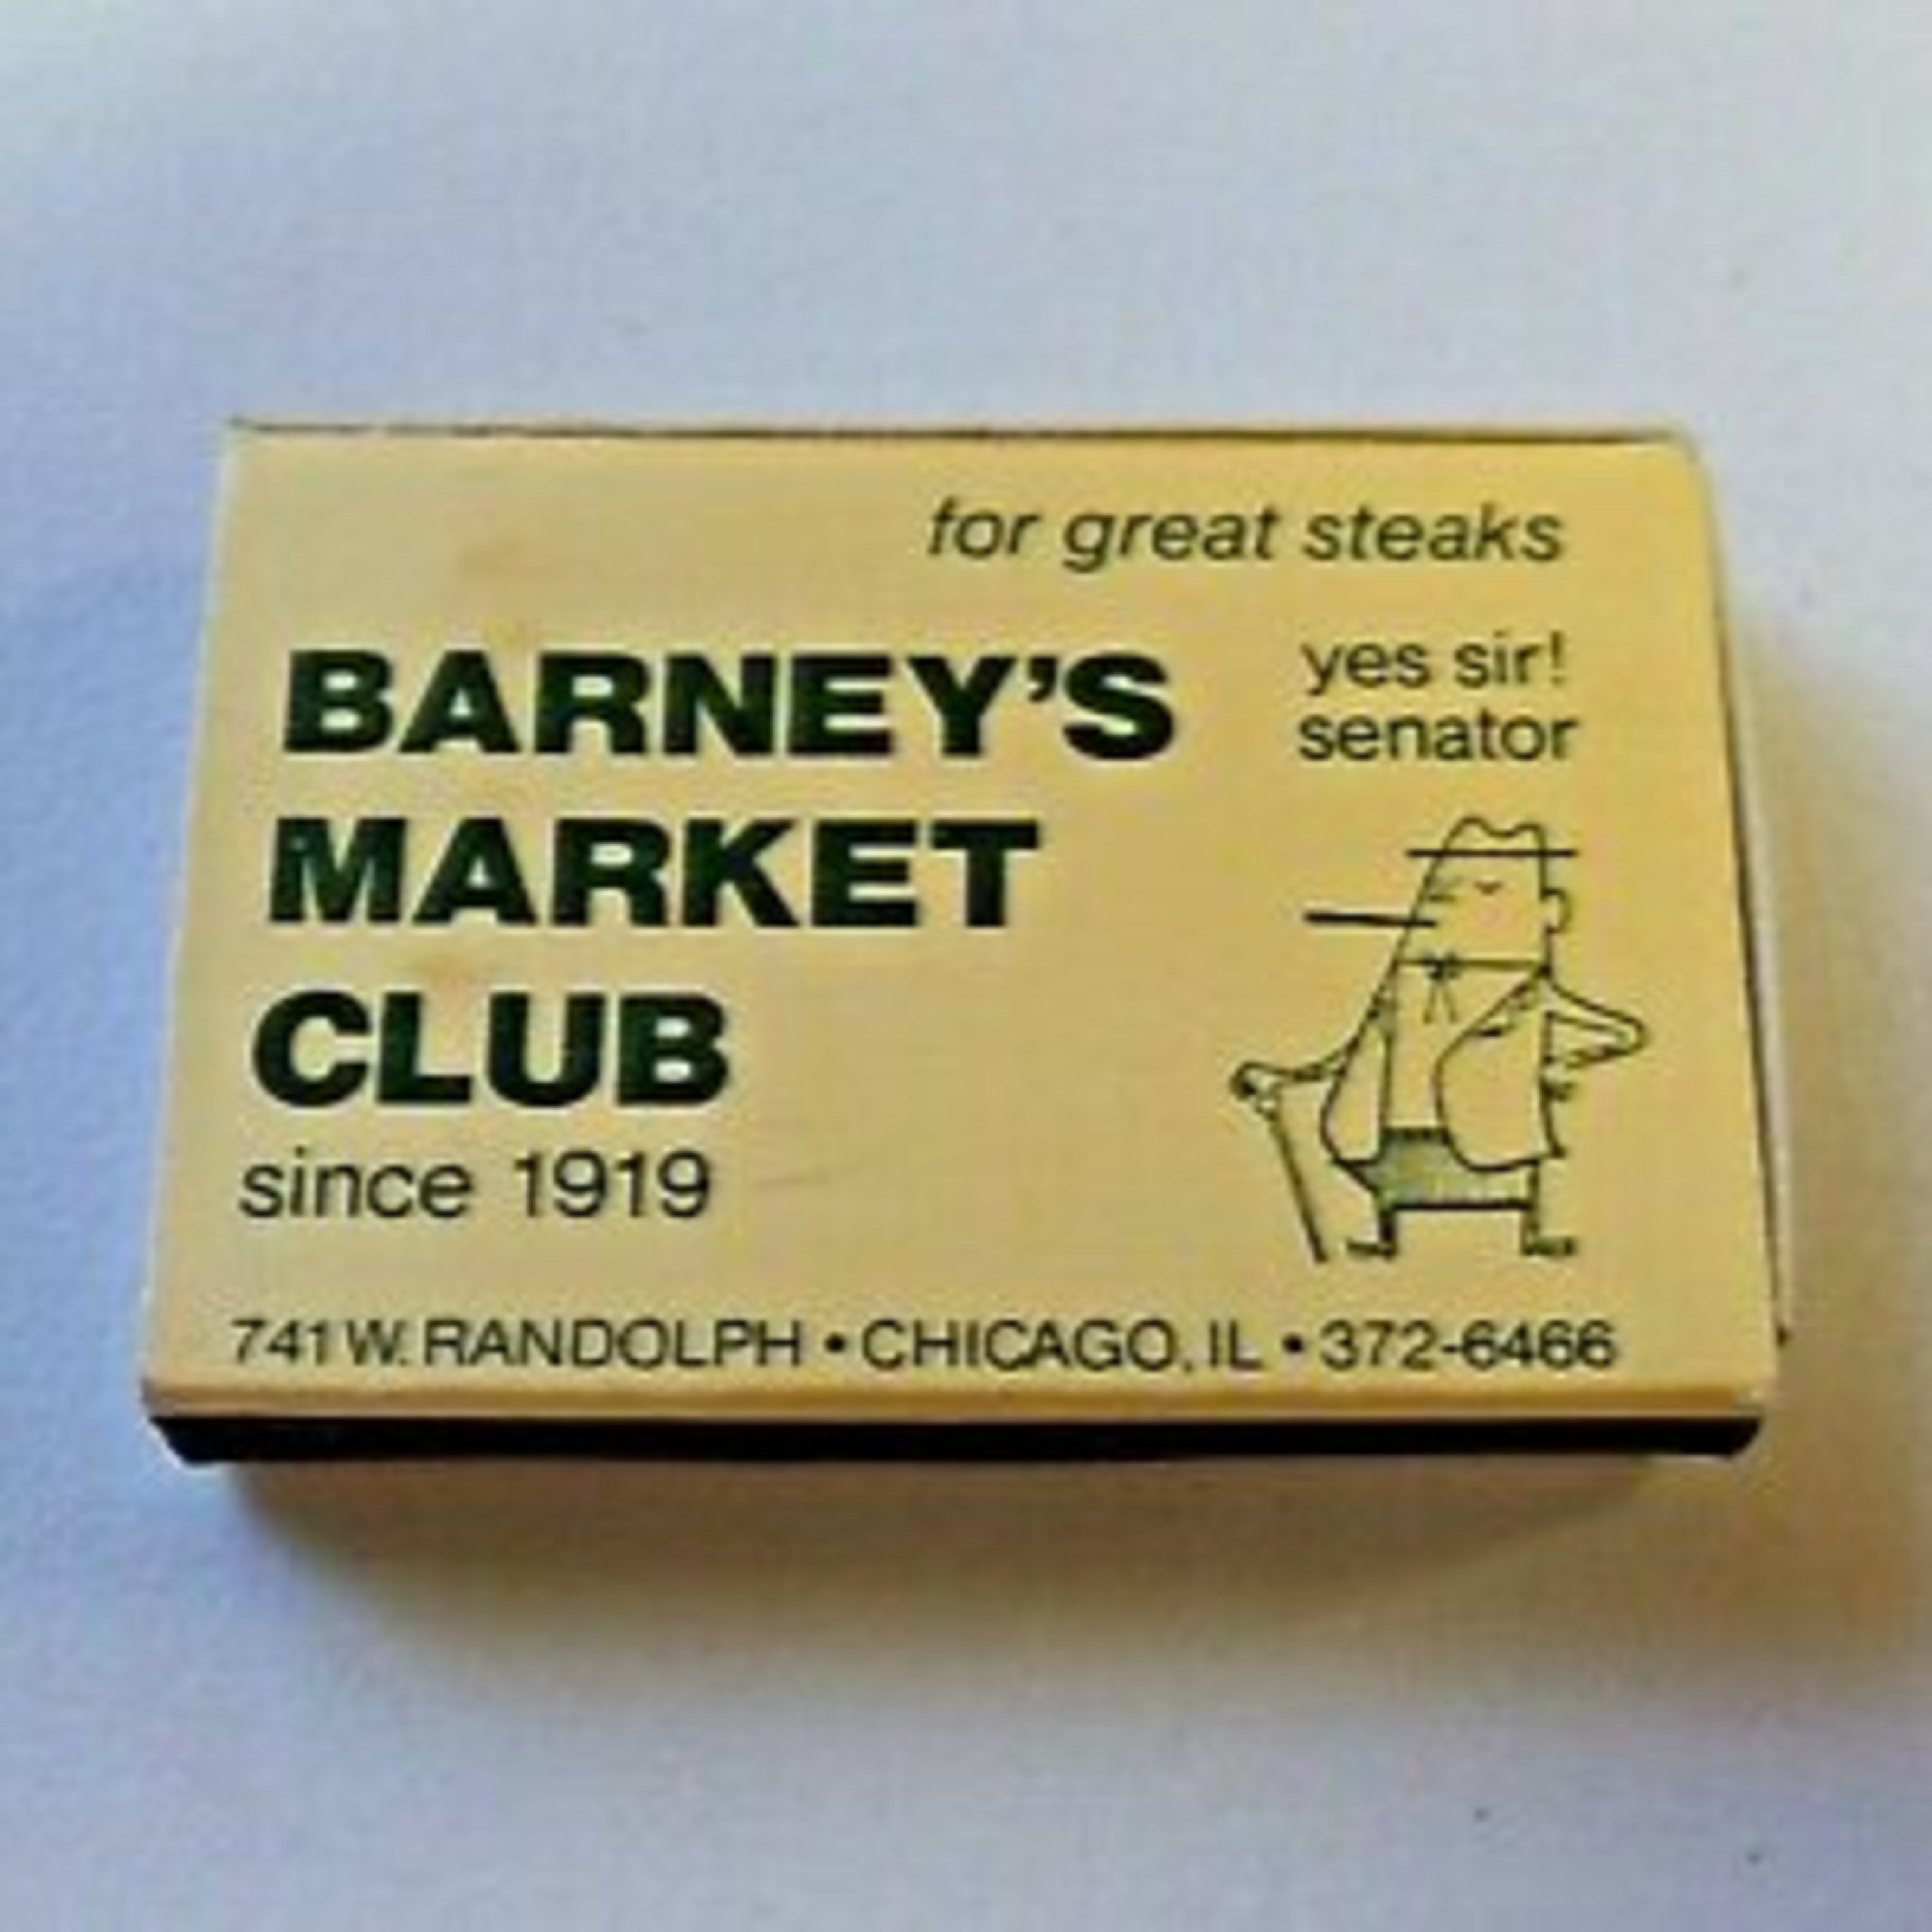 for great steaks
BARNEY'S
yes sir!
senator
MARKET
CLUB
since 1919
741 W. RANDOLPH • CHICAGO, IL • 372-6466